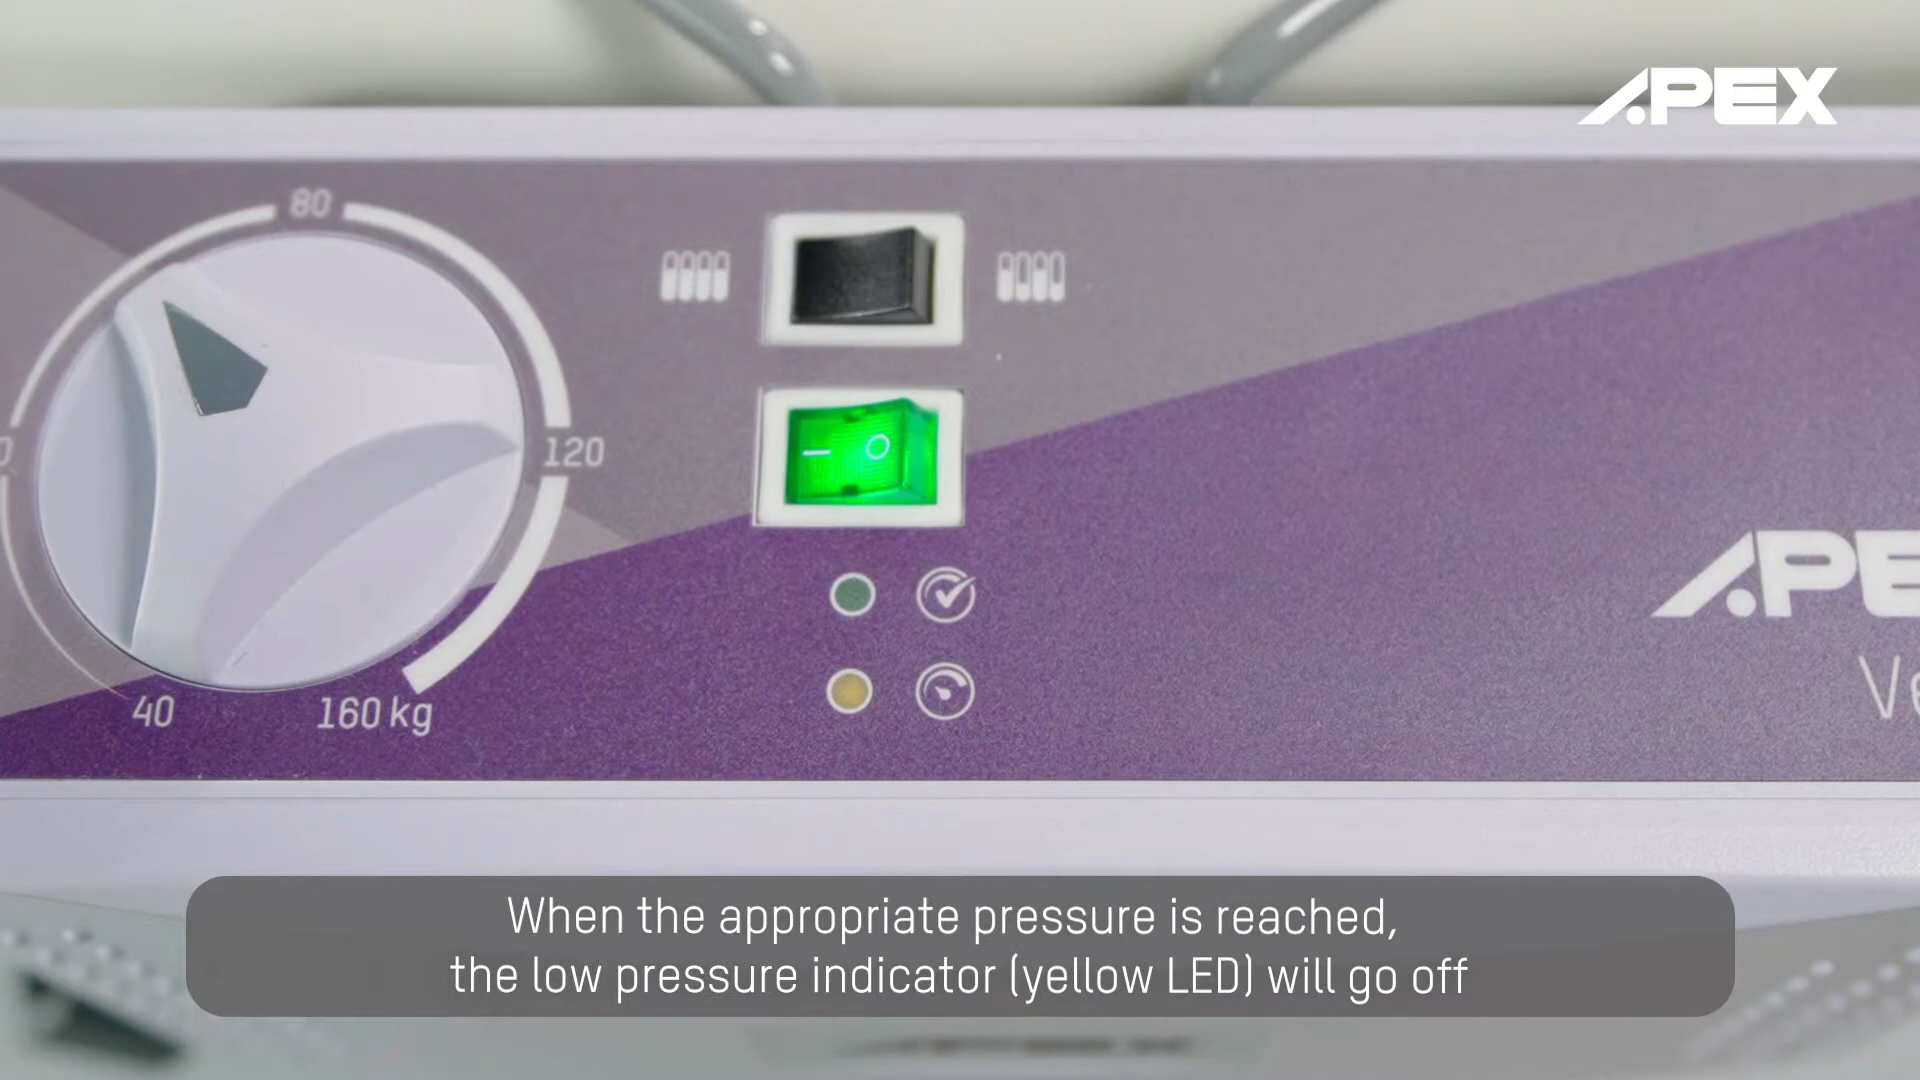 APEX
80
120
40
160 kg
APE
Ve
When the appropriate pressure is reached,
the low pressure indicator (yellow LED) will go off